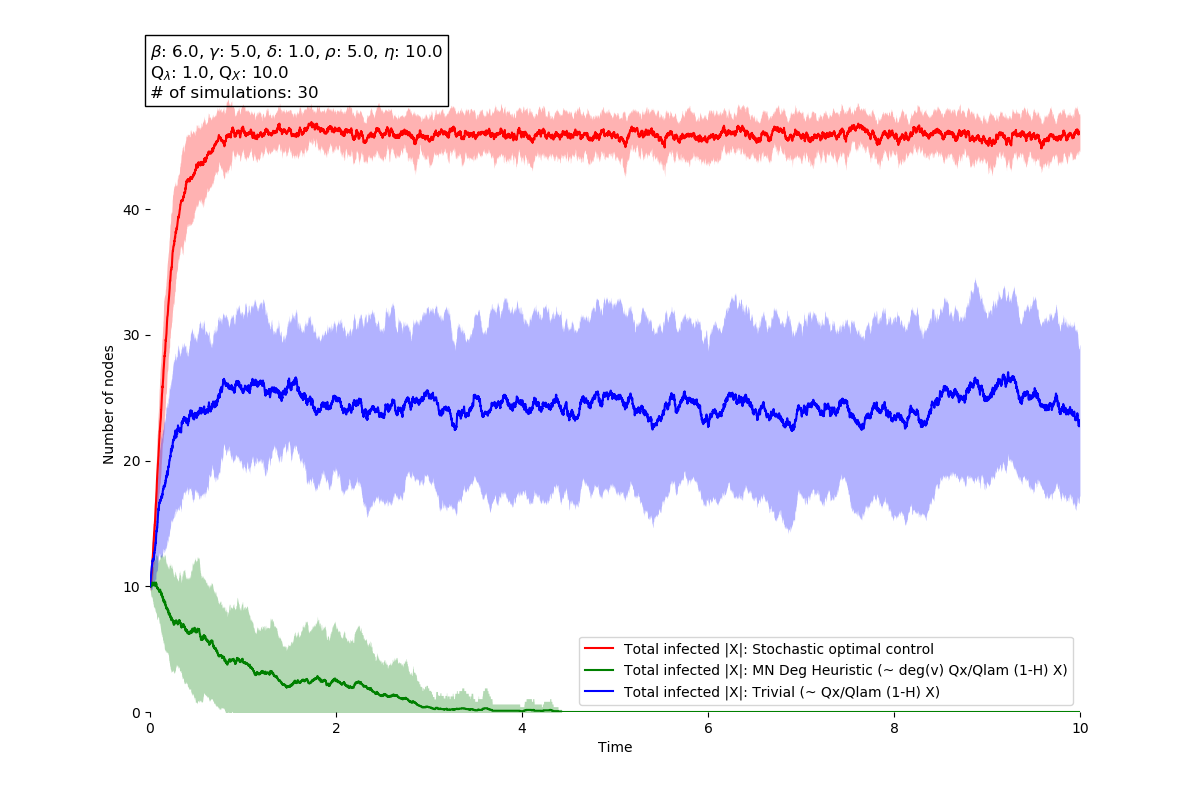 β: 6.0, γ: 5.0, δ: 1.0, ρ: 5.0, η: 10.0
Qλ: 1.0, QX: 10.0
# of simulations: 30
Number of nodes
40
30
20
10
0
0 2 4 6 8 10
Time
Total infected |X|: Stochastic optimal control
Total infected |X|: MN Deg Heuristic (~ deg(v) Qx/Qlam (1-H) X)
Total infected |X|: Trivial (~ Qx/Qlam (1-H) X)